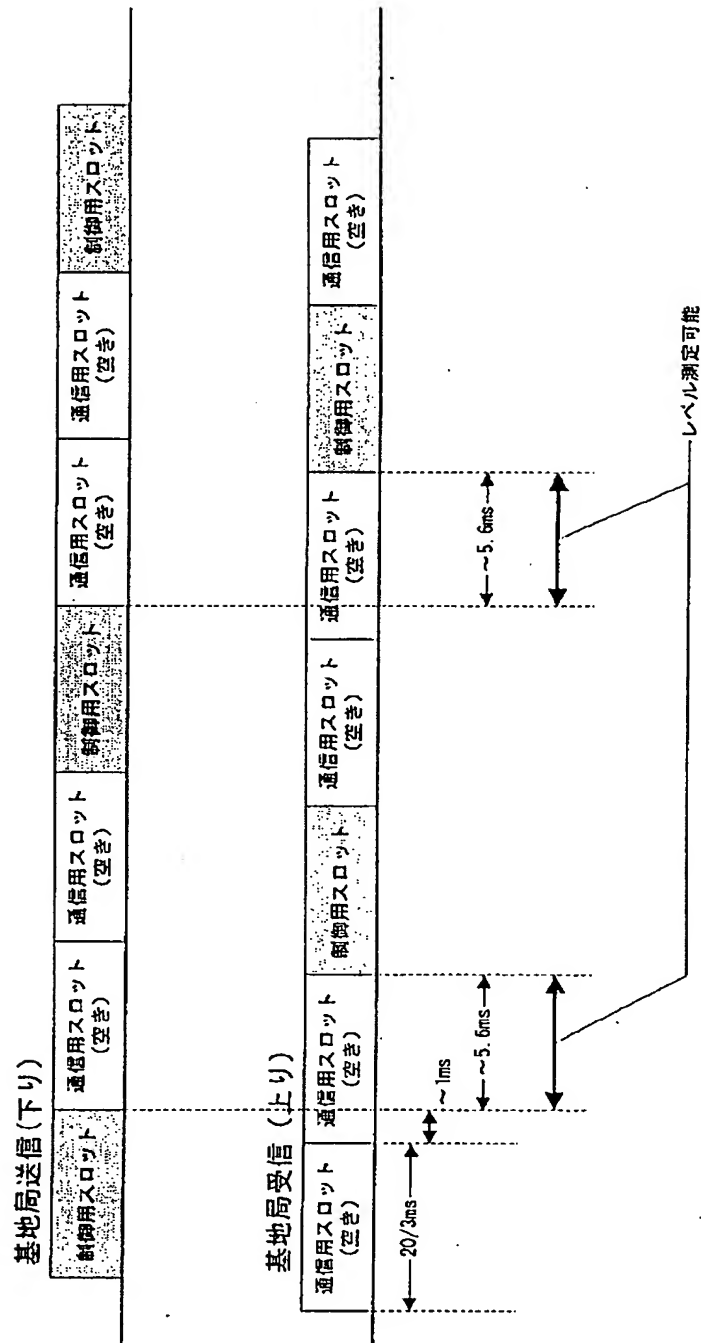 基地局送信(下り)
制御用スロット
通信用スロット
(空き)
通信用スロット
(空き)
制御用スロット
通信用スロット
(空き)
通信用スロット
(空き)
制御用スロット
基地局受信(上り)
通信用スロット
(空き)
通信用スロット
(空き)
制御用スロット
通信用スロット
(空き)
通信用スロット
(空き)
制御用スロット
通信用スロット
(空き)
20/3ms
~1ms
~5.6ms
~5.6ms
レベル測定可能